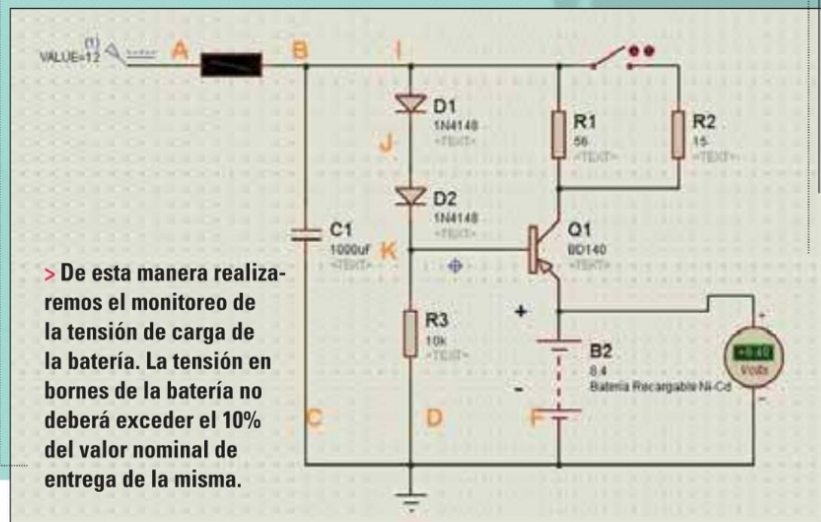 (1)
VALUE=12
A
B
I
D1
1N4148
<TEXT>
J
R1
56
<TEXT>
R2
15
<TEXT>
D2
1N4148
<TEXT>
C1
1000uF
<TEXT>
K
Q1
BD140
<TEXT>
> De esta manera realiza-
remos el monitoreo de
la tensión de carga de
la batería. La tensión en
bornes de la batería no
deberá exceder el 10%
del valor nominal de
entrega de la misma.
R3
10k
<TEXT>
+
-
B2
8.4
Batería Recargable Ni-Cd
+
Volts
-
C
D
F